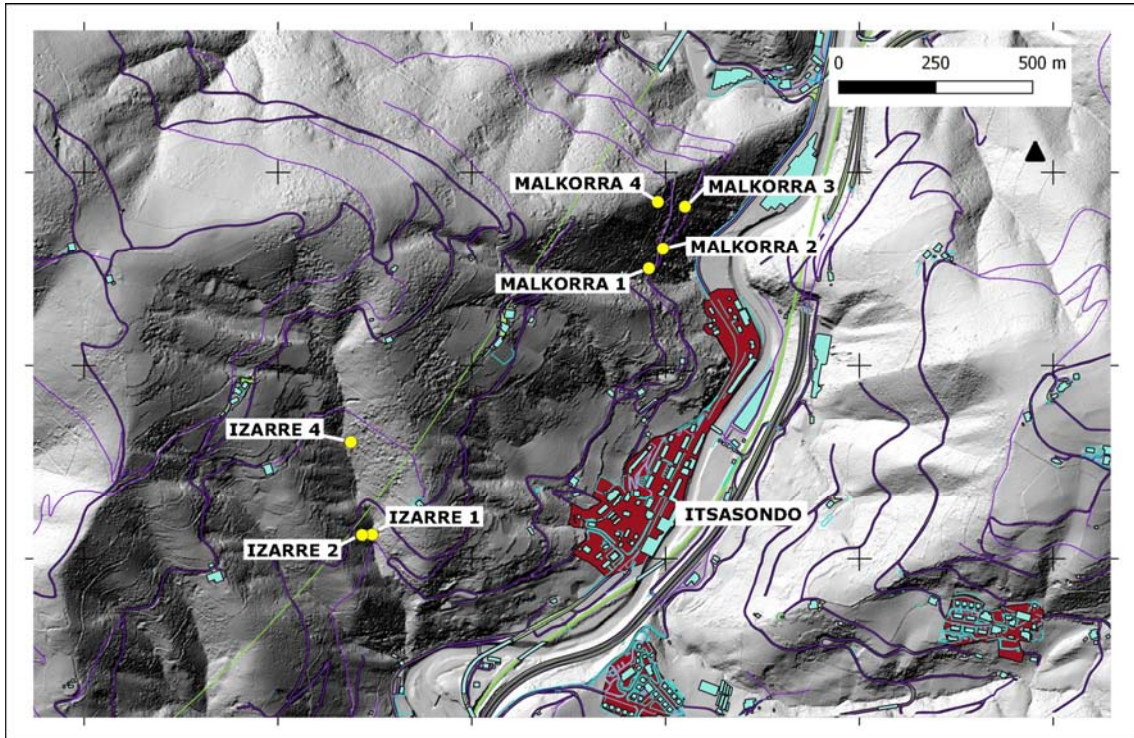 0 250 500 m
MALKORRA 4
MALKORRA 3
MALKORRA 2
MALKORRA 1
IZARRE 4
IZARRE 1
ITSASONDO
IZARRE 2